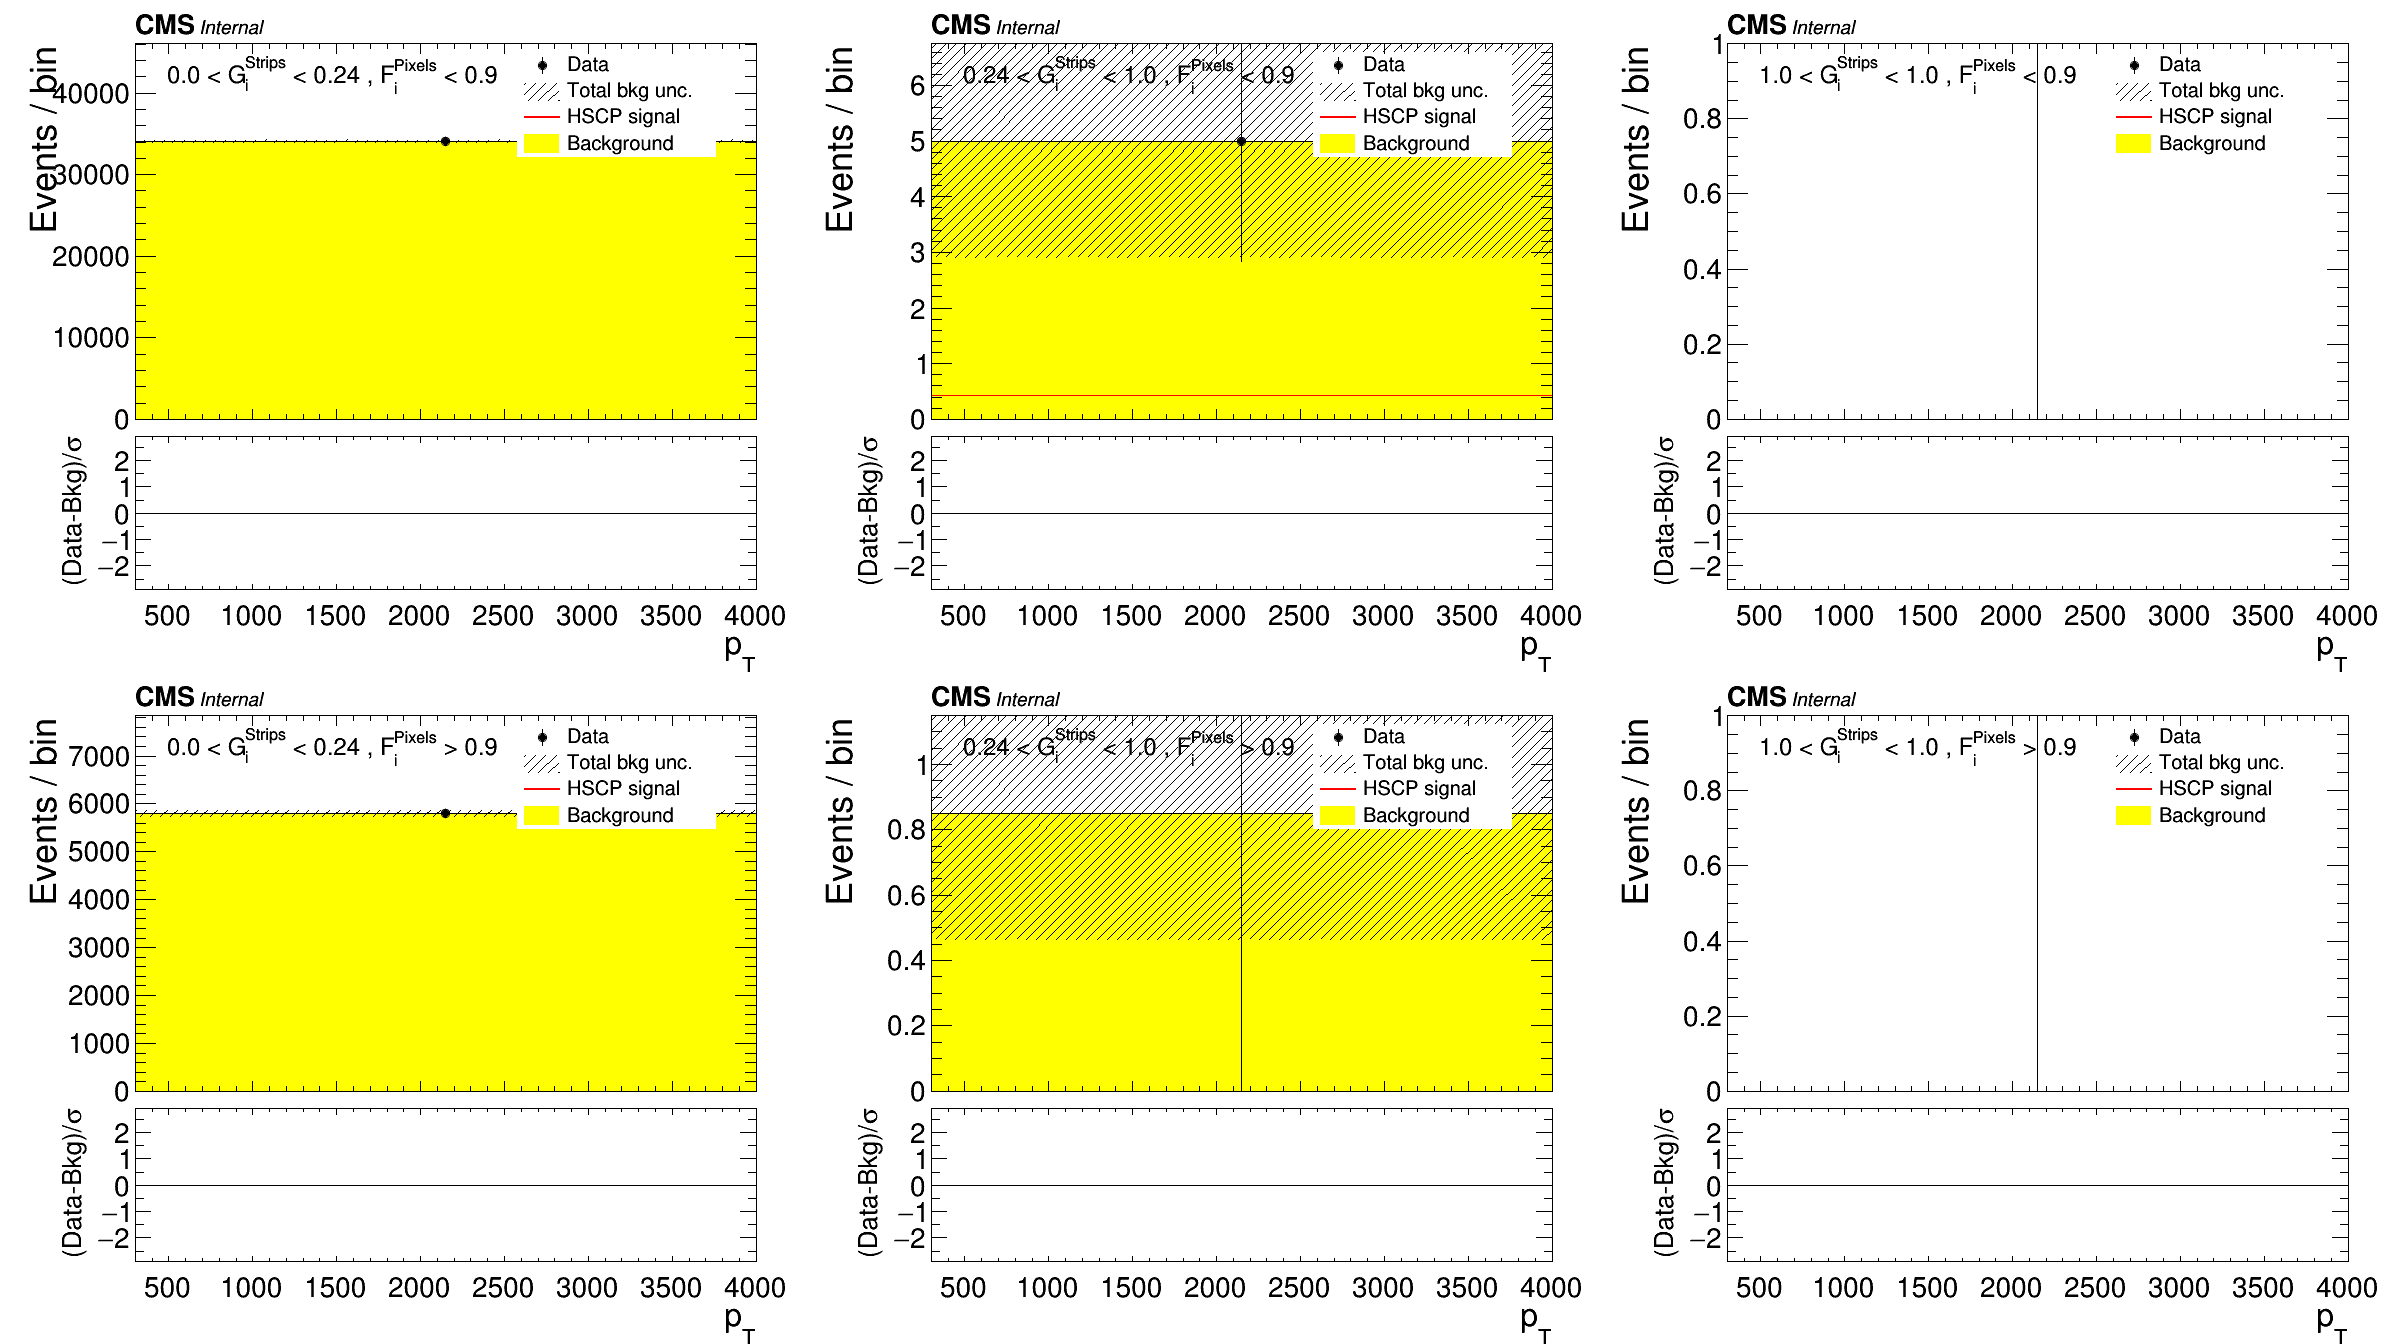 CMS Internal
Events / bin
0.0 < G_i^Strips < 0.24 , F_i^Pixels < 0.9
Data
Total bkg unc.
HSCP signal
Background
40000
30000
20000
10000
0
(Data-Bkg)/σ
2
1
0
−1
−2
500 1000 1500 2000 2500 3000 3500 4000
p_T
CMS Internal
Events / bin
0.24 < G_i^Strips < 1.0 , F_i^Pixels < 0.9
Data
Total bkg unc.
HSCP signal
Background
6
5
4
3
2
1
0
(Data-Bkg)/σ
2
1
0
−1
−2
500 1000 1500 2000 2500 3000 3500 4000
p_T
CMS Internal
Events / bin
1.0 < G_i^Strips < 1.0 , F_i^Pixels < 0.9
Data
Total bkg unc.
HSCP signal
Background
1
0.8
0.6
0.4
0.2
0
(Data-Bkg)/σ
2
1
0
−1
−2
500 1000 1500 2000 2500 3000 3500 4000
p_T
CMS Internal
Events / bin
0.0 < G_i^Strips < 0.24 , F_i^Pixels > 0.9
Data
Total bkg unc.
HSCP signal
Background
7000
6000
5000
4000
3000
2000
1000
0
(Data-Bkg)/σ
2
1
0
−1
−2
500 1000 1500 2000 2500 3000 3500 4000
p_T
CMS Internal
Events / bin
0.24 < G_i^Strips < 1.0 , F_i^Pixels > 0.9
Data
Total bkg unc.
HSCP signal
Background
1
0.8
0.6
0.4
0.2
0
(Data-Bkg)/σ
2
1
0
−1
−2
500 1000 1500 2000 2500 3000 3500 4000
p_T
CMS Internal
Events / bin
1.0 < G_i^Strips < 1.0 , F_i^Pixels > 0.9
Data
Total bkg unc.
HSCP signal
Background
1
0.8
0.6
0.4
0.2
0
(Data-Bkg)/σ
2
1
0
−1
−2
500 1000 1500 2000 2500 3000 3500 4000
p_T